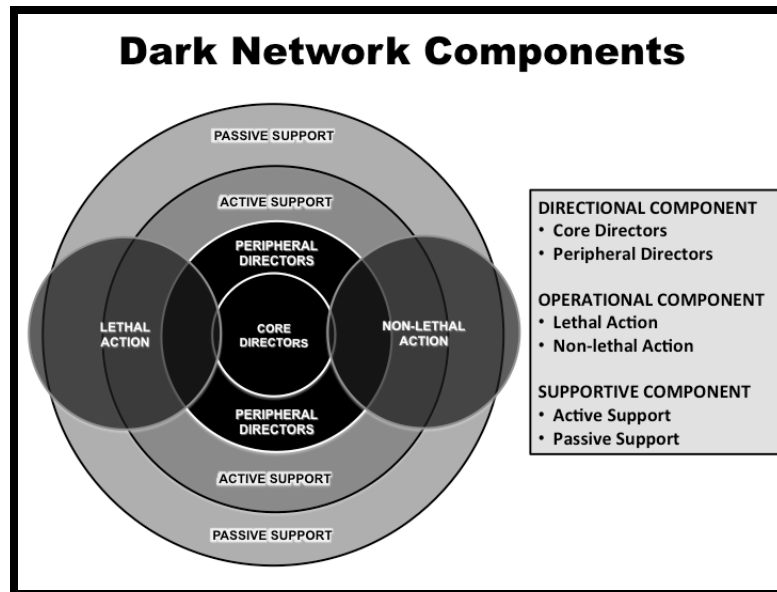 Dark Network Components
PASSIVE SUPPORT
ACTIVE SUPPORT
PERIPHERAL
DIRECTORS
LETHAL
ACTION
CORE
DIRECTORS
NON-LETHAL
ACTION
PERIPHERAL
DIRECTORS
ACTIVE SUPPORT
PASSIVE SUPPORT
DIRECTIONAL COMPONENT
• Core Directors
• Peripheral Directors
OPERATIONAL COMPONENT
• Lethal Action
• Non-lethal Action
SUPPORTIVE COMPONENT
• Active Support
• Passive Support